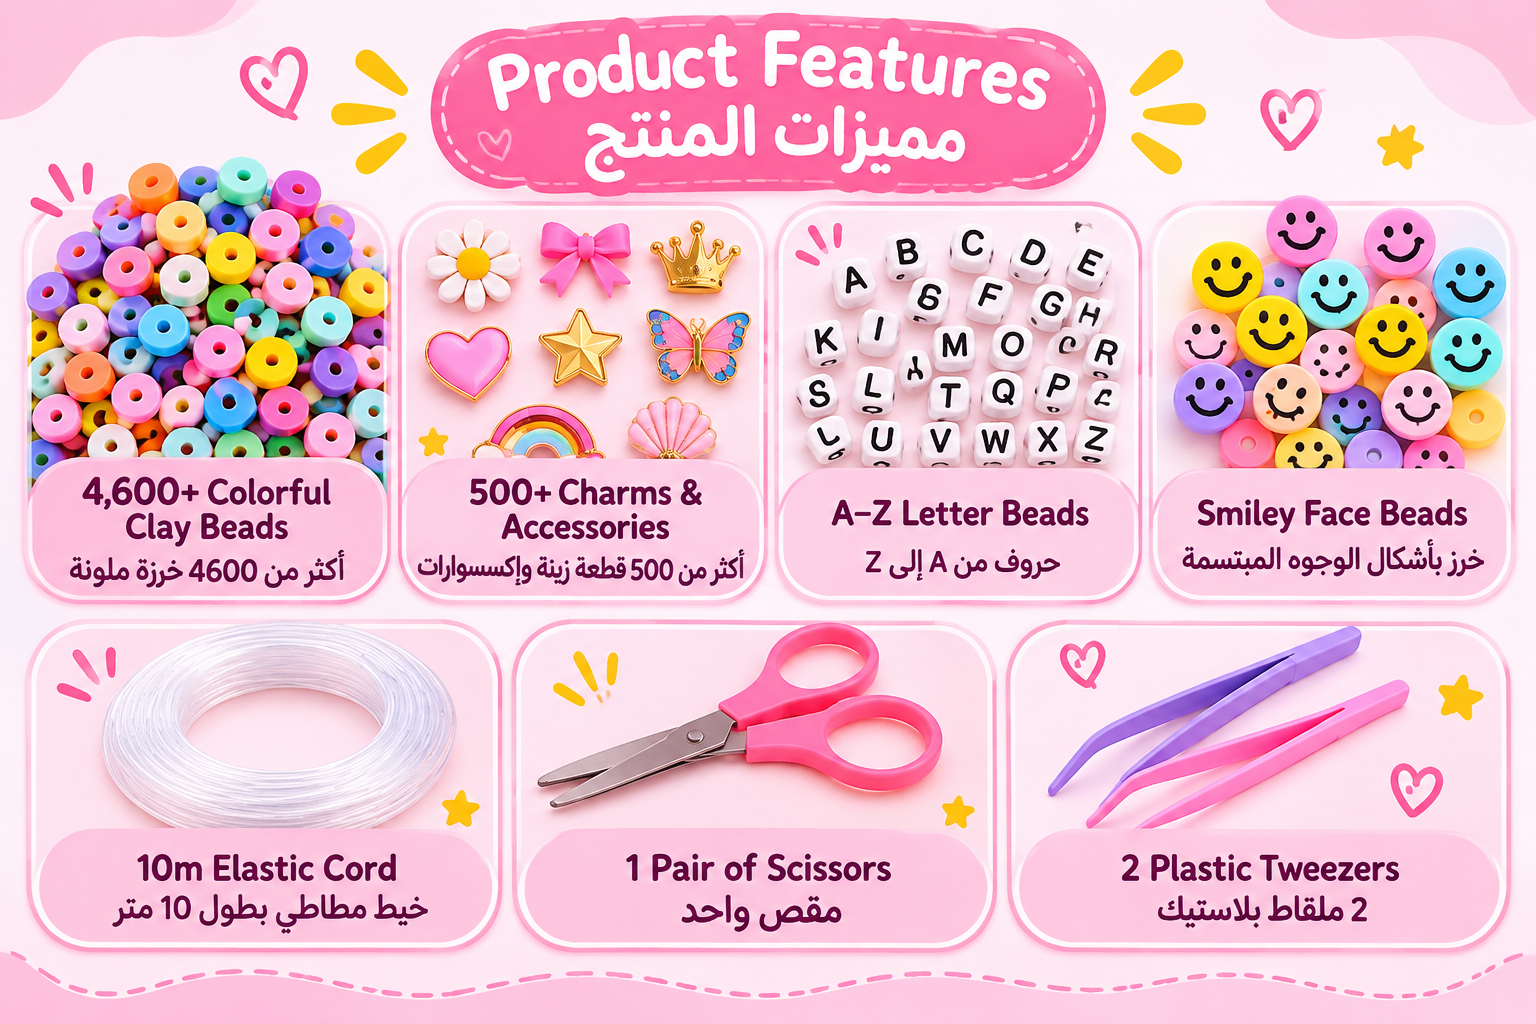 Product Features
مميزات المنتج
A B C D E
6 F G H
K I M O C R
S L T Q P
U V W X Z
4,600+ Colorful
Clay Beads
أكثر من 4600 خرزة ملونة
500+ Charms &
Accessories
أكثر من 500 قطعة زينة وإكسسوارات
A–Z Letter Beads
حروف من A إلى Z
Smiley Face Beads
خرز بأشكال الوجوه المبتسمة
10m Elastic Cord
خيط مطاطي بطول 10 متر
1 Pair of Scissors
مقص واحد
2 Plastic Tweezers
2 ملقاط بلاستيك